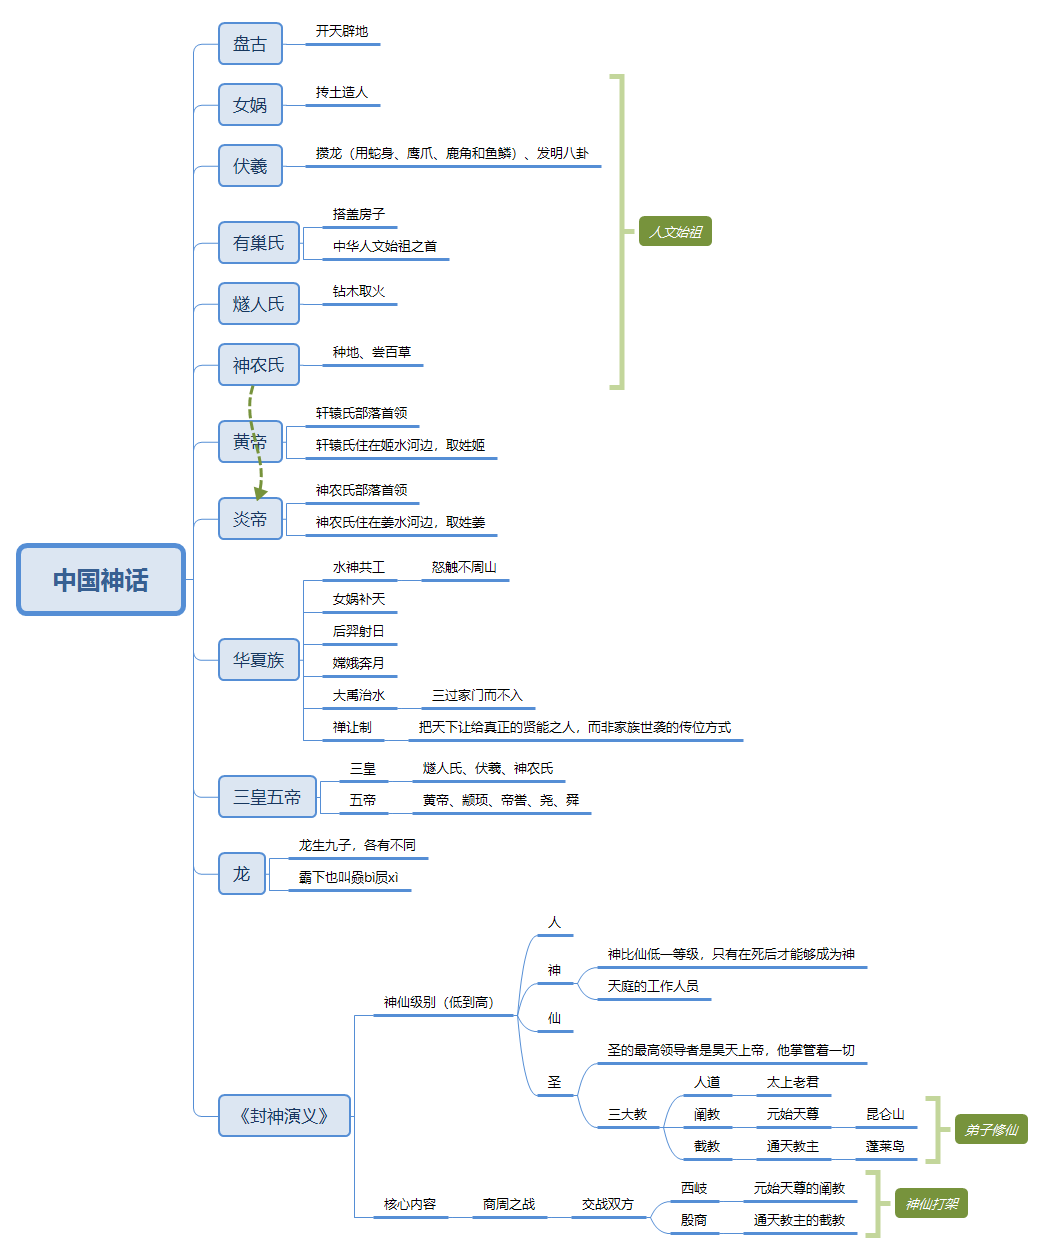 中国神话
盘古
开天辟地
女娲
抟土造人
伏羲
攒龙（用蛇身、鹰爪、鹿角和鱼鳞）、发明八卦
有巢氏
搭盖房子
中华人文始祖之首
燧人氏
钻木取火
神农氏
种地、尝百草
人文始祖
黄帝
轩辕氏部落首领
轩辕氏住在姬水河边，取姓姬
炎帝
神农氏部落首领
神农氏住在姜水河边，取姓姜
华夏族
水神共工
怒触不周山
女娲补天
后羿射日
嫦娥奔月
大禹治水
三过家门而不入
禅让制
把天下让给真正的贤能之人，而非家族世袭的传位方式
三皇五帝
三皇
燧人氏、伏羲、神农氏
五帝
黄帝、颛顼、帝喾、尧、舜
龙
龙生九子，各有不同
霸下也叫赑bì屃xì
《封神演义》
神仙级别（低到高）
人
神
神比仙低一等级，只有在死后才能够成为神
天庭的工作人员
仙
圣
圣的最高领导者是昊天上帝，他掌管着一切
三大教
人道
太上老君
阐教
元始天尊
昆仑山
截教
通天教主
蓬莱岛
弟子修仙
核心内容
商周之战
交战双方
西岐
元始天尊的阐教
殷商
通天教主的截教
神仙打架